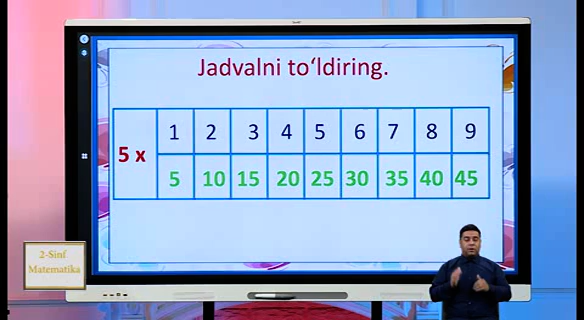 Jadvalni to‘ldiring.
1 2 3 4 5 6 7 8 9
5 x
5 10 15 20 25 30 35 40 45
2-Sinf
Matematika